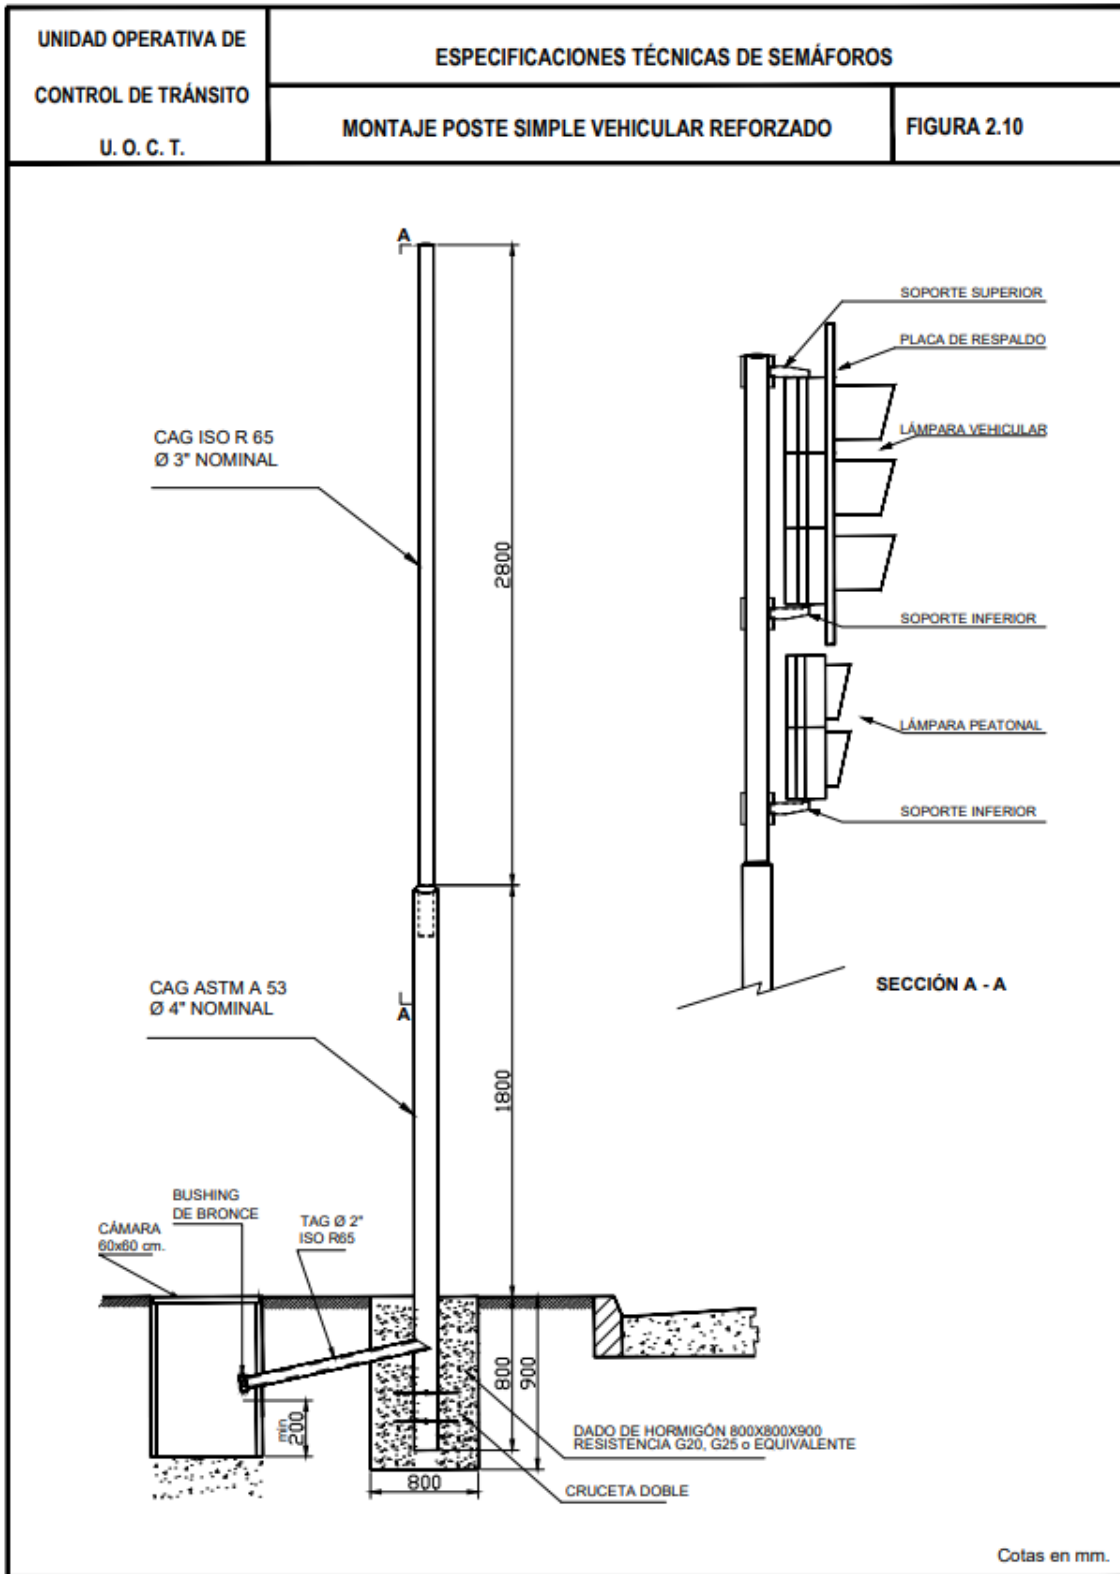 UNIDAD OPERATIVA DE
CONTROL DE TRÁNSITO
U. O. C. T.
ESPECIFICACIONES TÉCNICAS DE SEMÁFOROS
MONTAJE POSTE SIMPLE VEHICULAR REFORZADO
FIGURA 2.10
A
SOPORTE SUPERIOR
PLACA DE RESPALDO
CAG ISO R 65
Ø 3" NOMINAL
LÁMPARA VEHICULAR
2800
SOPORTE INFERIOR
LÁMPARA PEATONAL
SOPORTE INFERIOR
CAG ASTM A 53
Ø 4" NOMINAL
A
SECCIÓN A - A
1800
BUSHING
DE BRONCE
CÁMARA
60x60 cm.
TAG Ø 2"
ISO R65
800
900
min
200
DADO DE HORMIGÓN 800X800X900
RESISTENCIA G20, G25 o EQUIVALENTE
800
CRUCETA DOBLE
Cotas en mm.